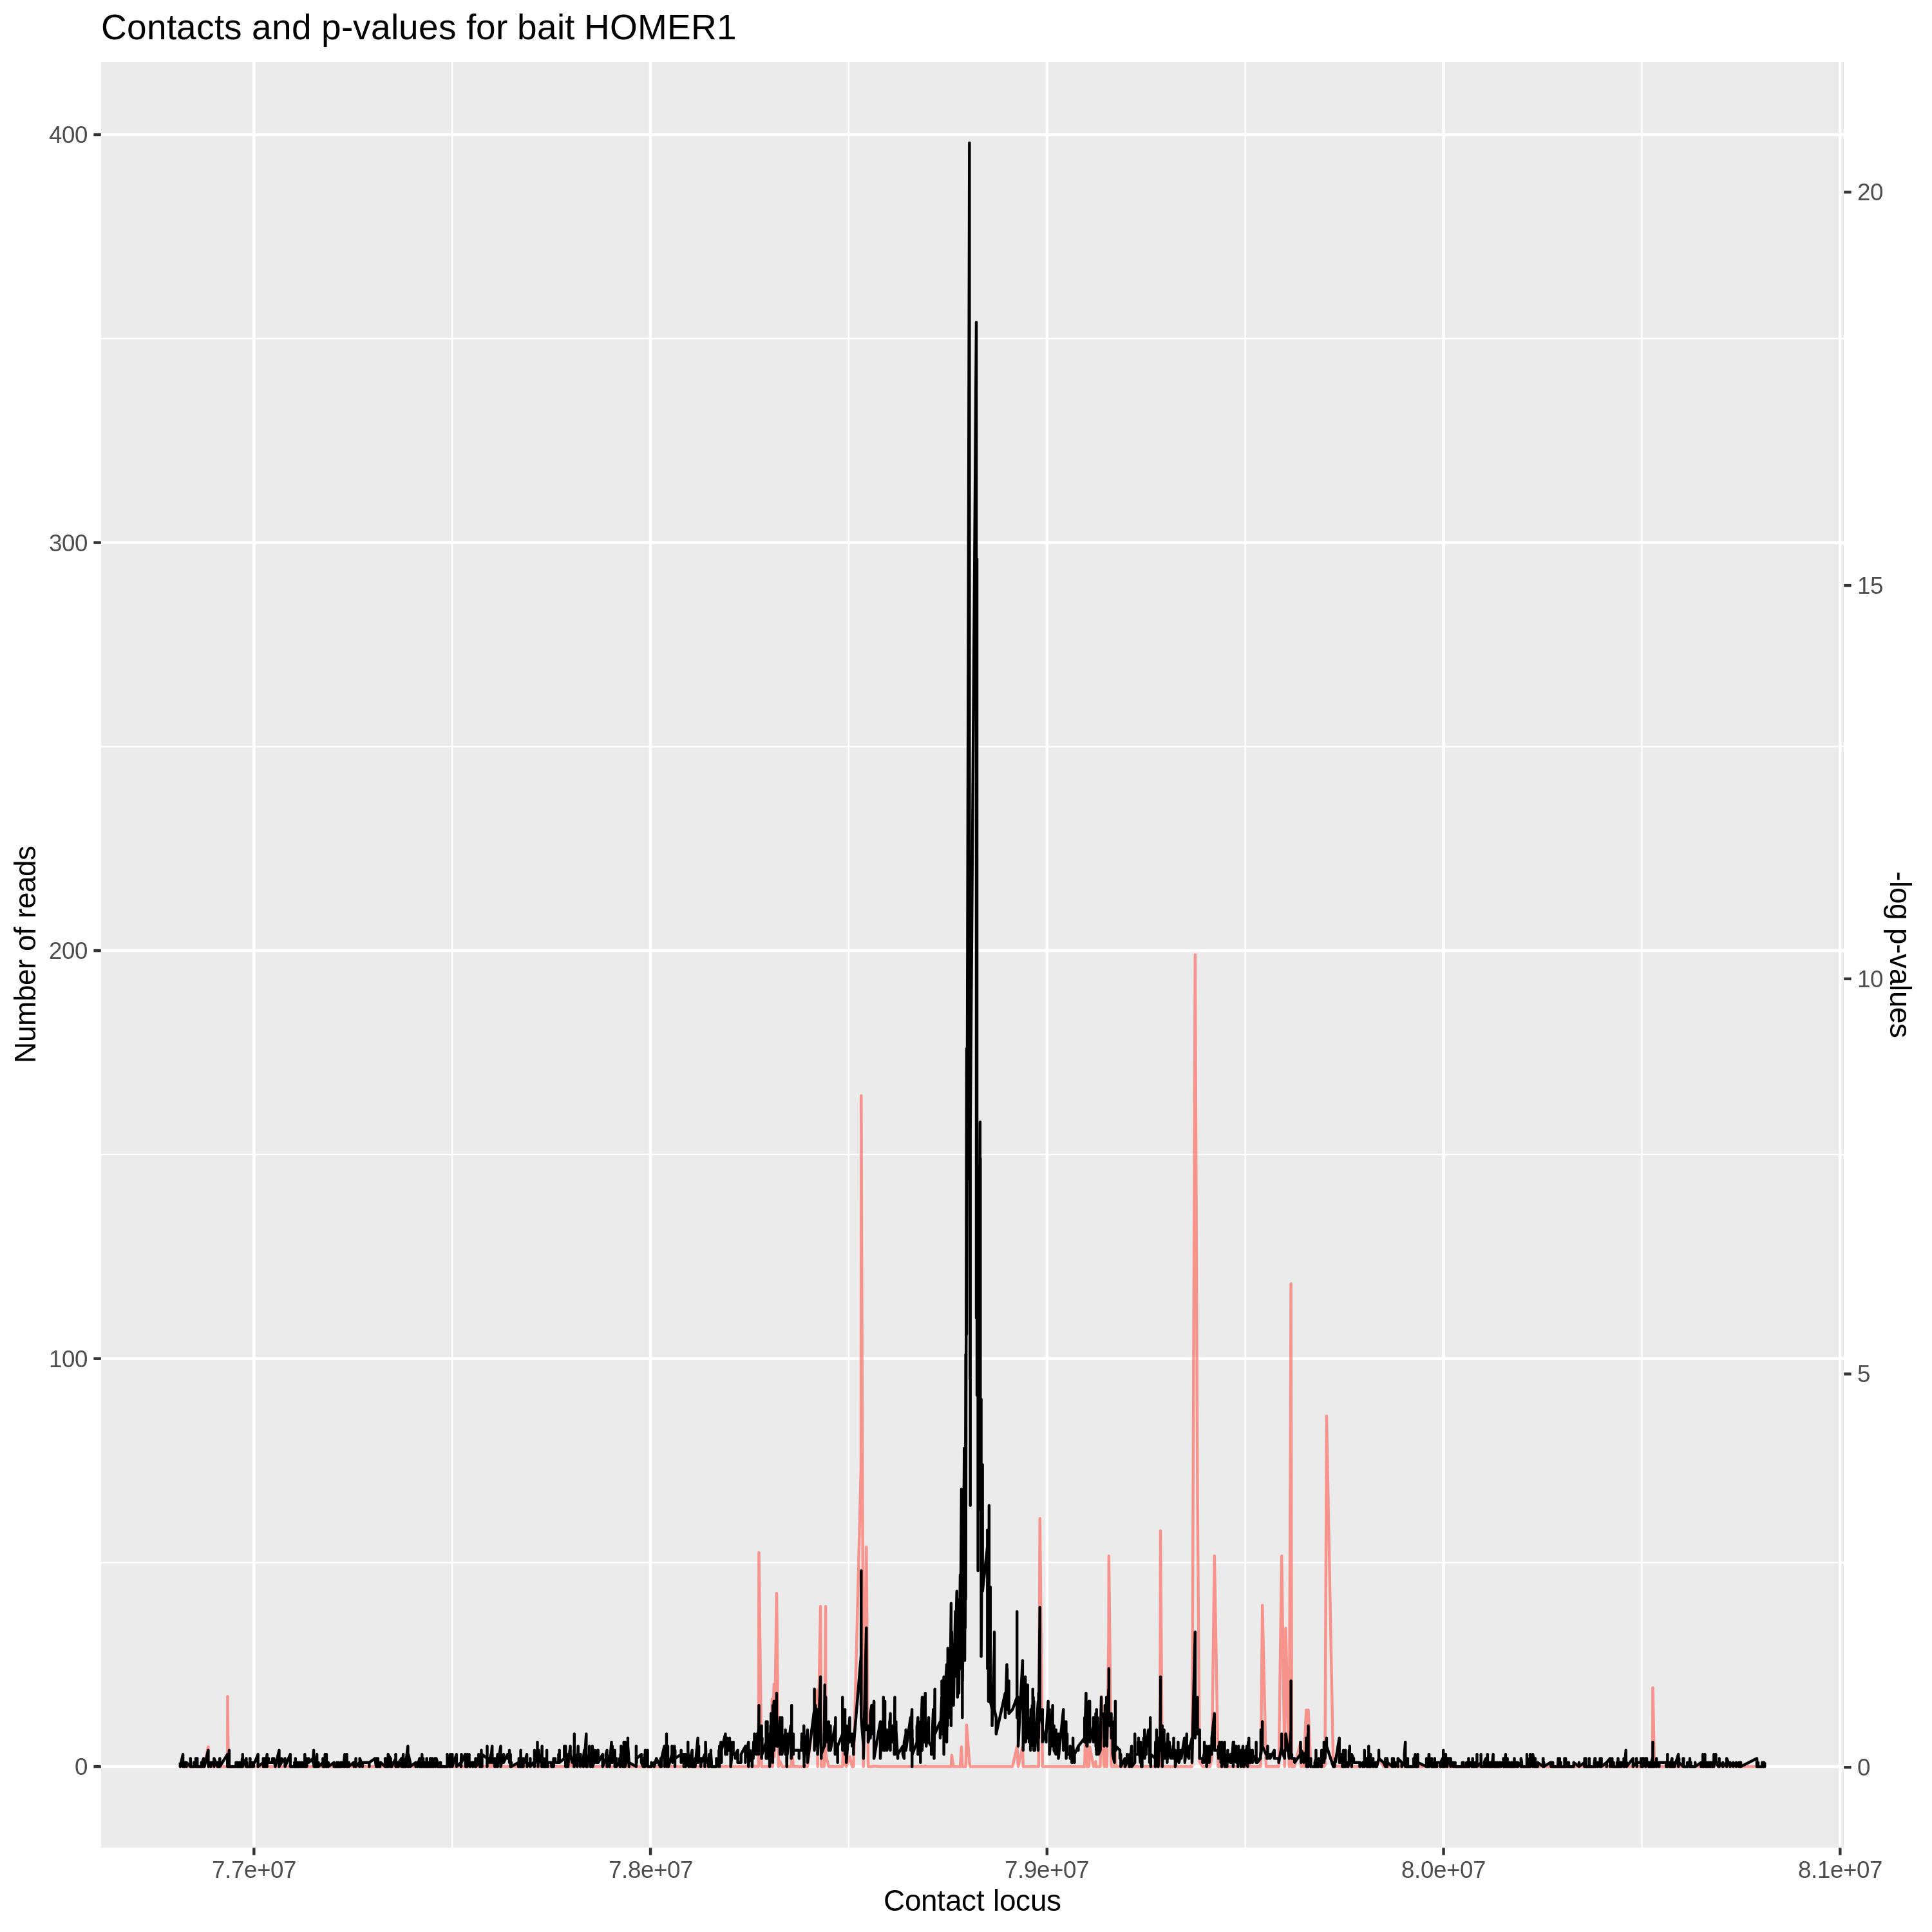 Contacts and p-values for bait HOMER1
400
300
200
100
0
Number of reads
20
15
10
5
0
-log p-values
7.7e+07 7.8e+07 7.9e+07 8.0e+07 8.1e+07
Contact locus